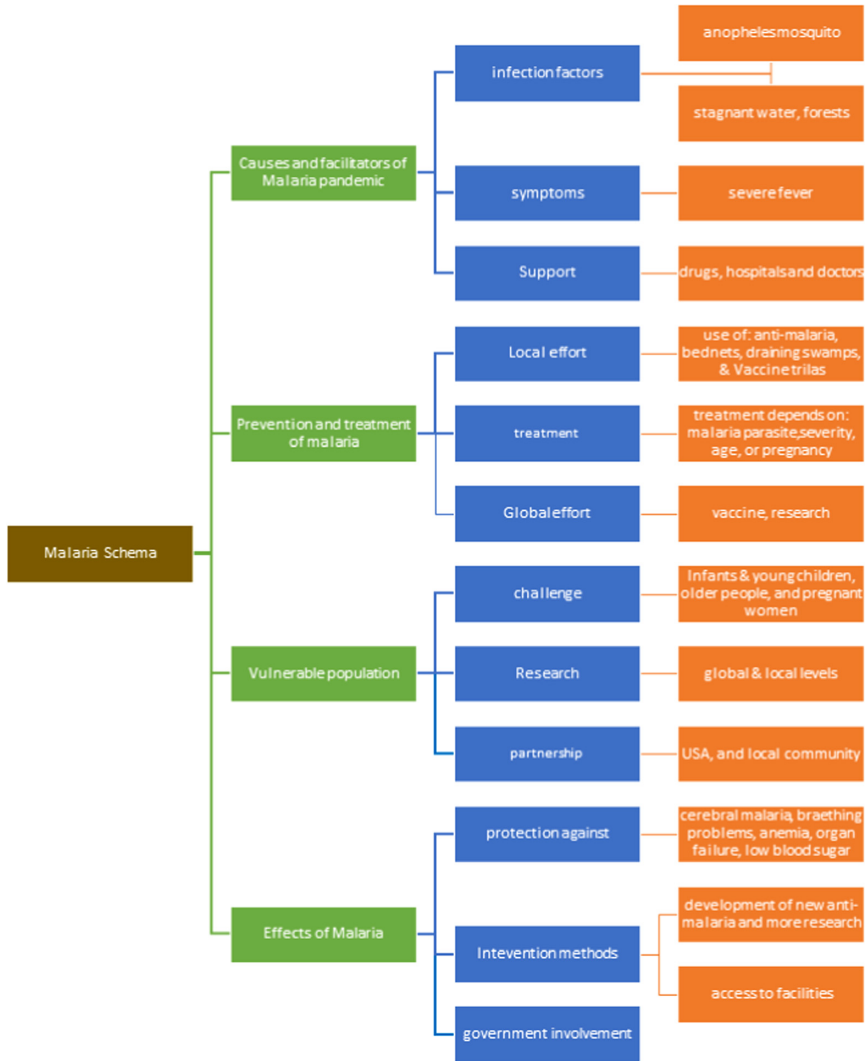 Malaria Schema
Causes and facilitators of
Malaria pandemic
infection factors
anopheles mosquito
stagnant water, forests
symptoms
severe fever
Support
drugs, hospitals and doctors
Prevention and treatment
of malaria
Local effort
use of: anti-malaria,
bednets, draining swamps,
& Vaccine trilas
treatment
treatment depends on:
malaria parasite,severity,
age, or pregnancy
Global effort
vaccine, research
Vulnerable population
challenge
Infants & young children,
older people, and pregnant
women
Research
global & local levels
partnership
USA, and local community
Effects of Malaria
protection against
cerebral malaria, braething
problems, anemia, organ
failure, low blood sugar
Intevention methods
development of new anti-
malaria and more research
access to facilities
government involvement